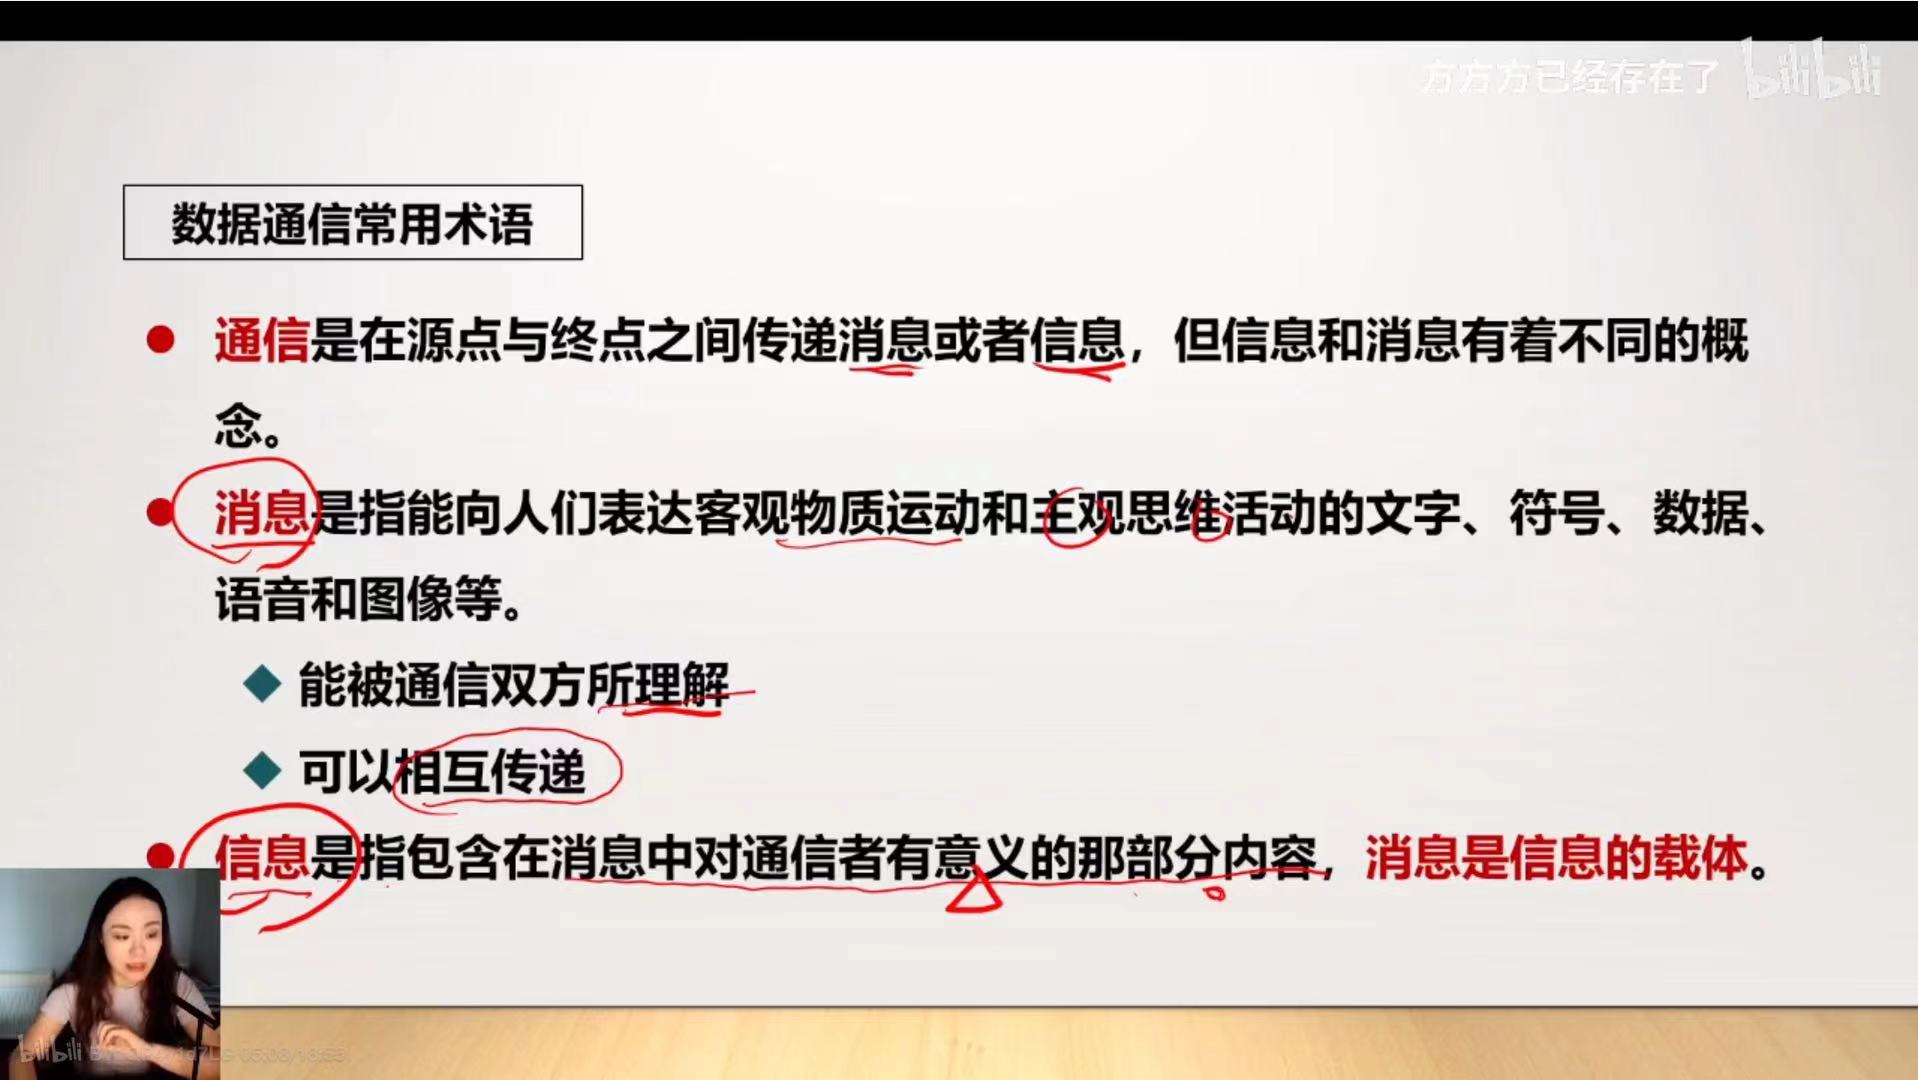 方方方已经存在了 bilibili
数据通信常用术语
通信是在源点与终点之间传递消息或者信息，但信息和消息有着不同的概
念。
消息是指能向人们表达客观物质运动和主观思维活动的文字、符号、数据、
语音和图像等。
能被通信双方所理解
可以相互传递
信息是指包含在消息中对通信者有意义的那部分内容，消息是信息的载体。
bilibili